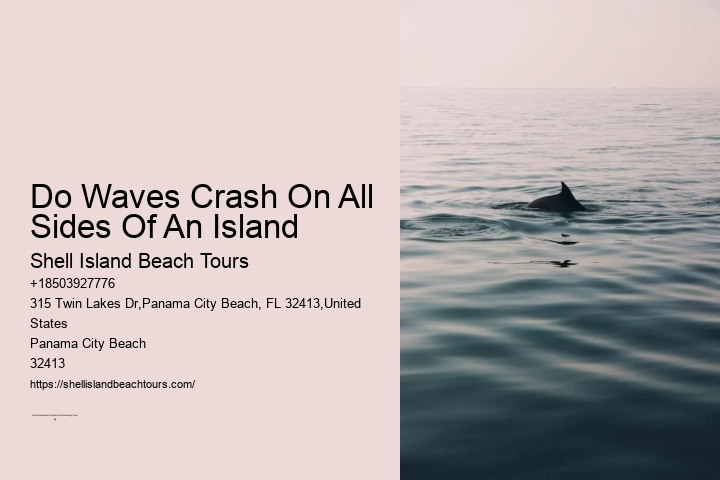 Do Waves Crash On All
Sides Of An Island
Shell Island Beach Tours
+18503927776
315 Twin Lakes Dr,Panama City Beach, FL 32413,United
States
Panama City Beach
32413
https://shellislandbeachtours.com/